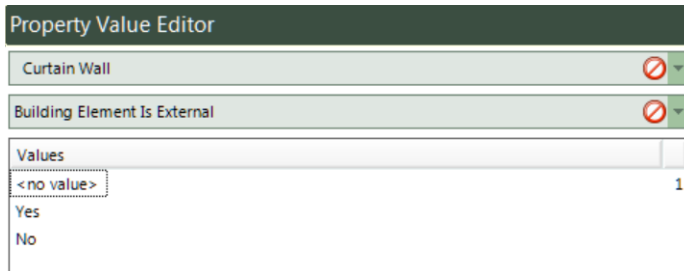 Property Value Editor
Curtain Wall
Building Element Is External
Values
<no value> 1
Yes
No